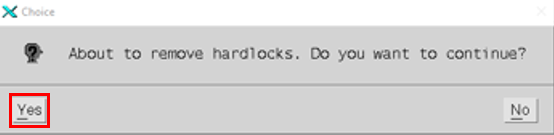 Choice
About to remove hardlocks. Do you want to continue?
Yes
No